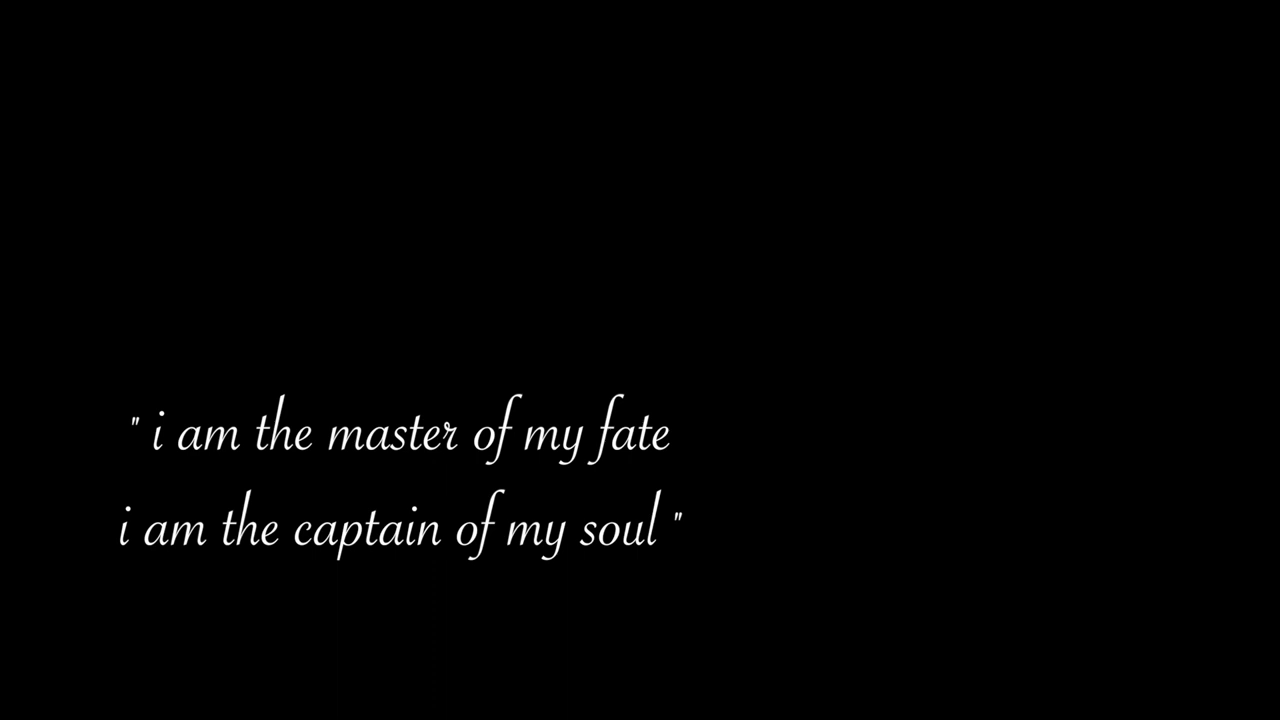 " i am the master of my fate
i am the captain of my soul "